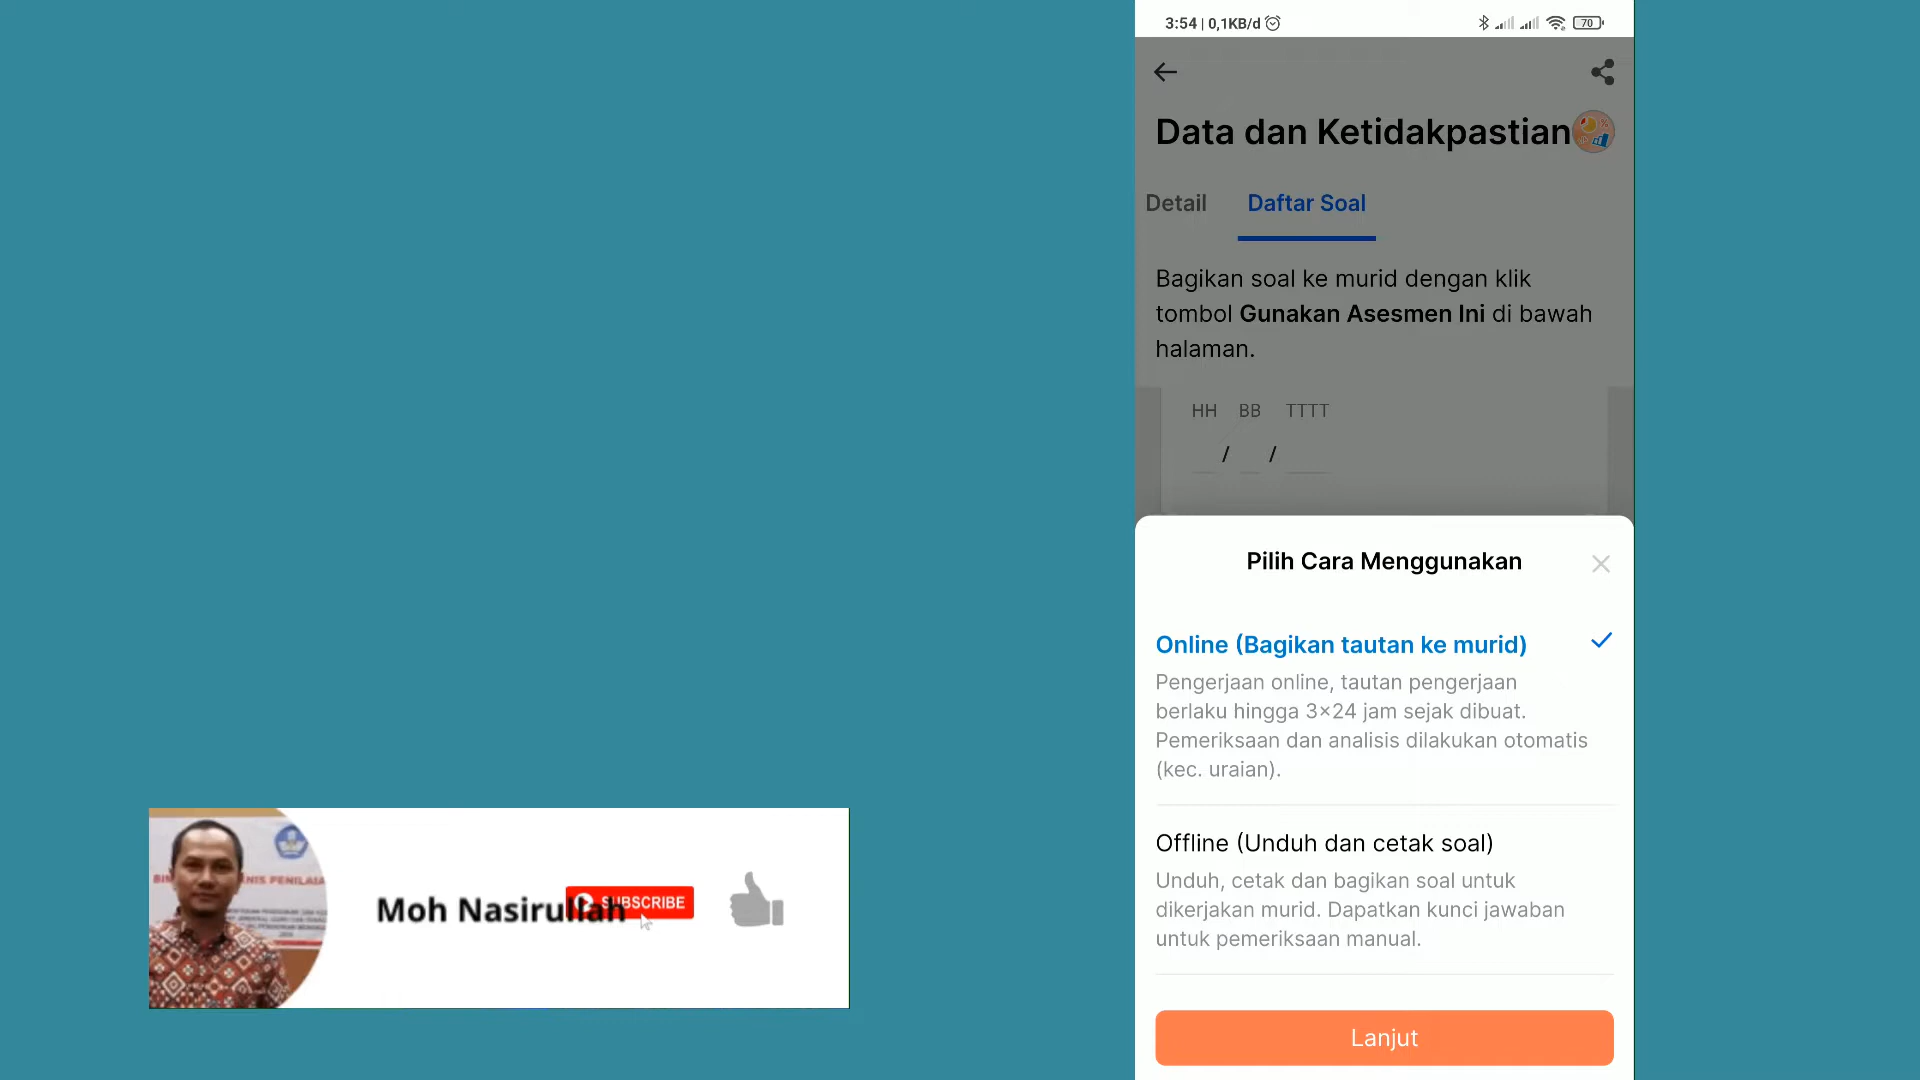 3:54 | 0,1KB/d
70
Data dan Ketidakpastian
Detail
Daftar Soal
Bagikan soal ke murid dengan klik
tombol Gunakan Asesmen Ini di bawah
halaman.
HH BB TTTT
/ /
Pilih Cara Menggunakan
Online (Bagikan tautan ke murid)
Pengerjaan online, tautan pengerjaan
berlaku hingga 3×24 jam sejak dibuat.
Pemeriksaan dan analisis dilakukan otomatis
(kec. uraian).
Offline (Unduh dan cetak soal)
Unduh, cetak dan bagikan soal untuk
dikerjakan murid. Dapatkan kunci jawaban
untuk pemeriksaan manual.
Lanjut
Moh Nasirullah
SUBSCRIBE